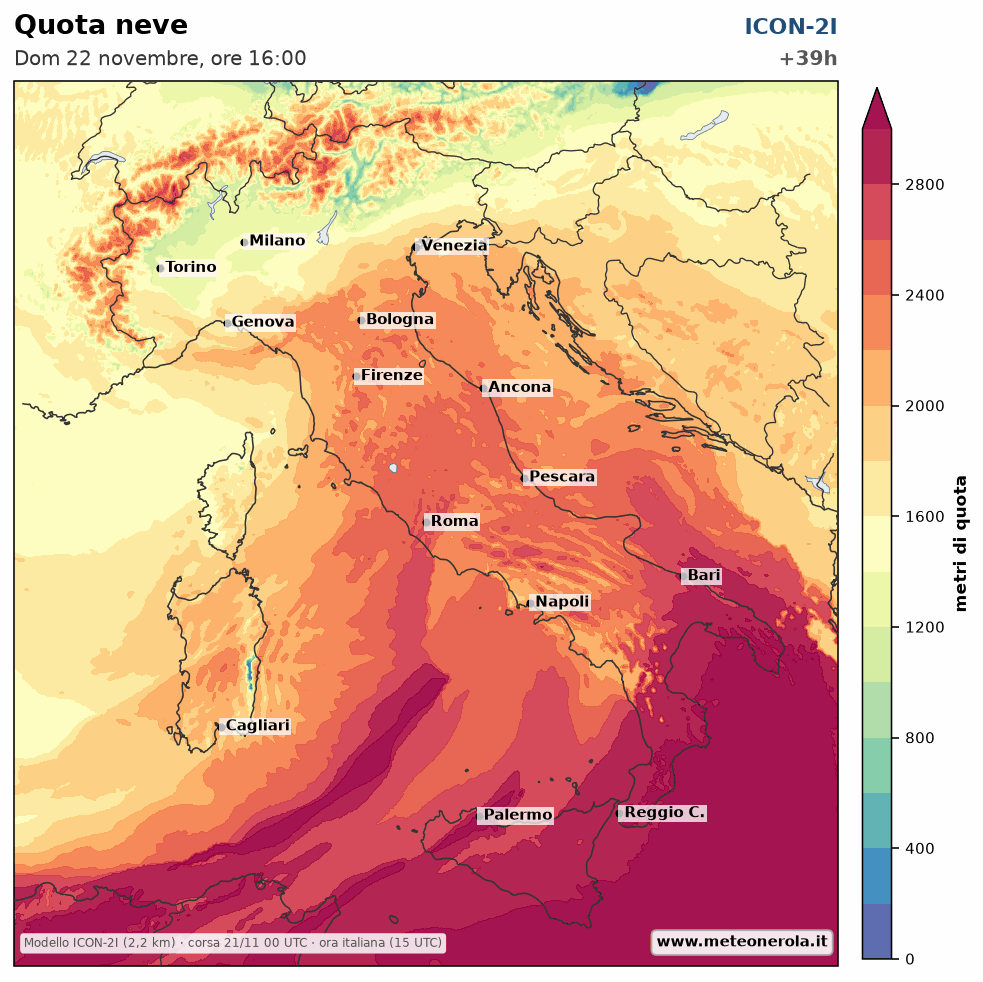 Quota neve
ICON-2I
Dom 22 novembre, ore 16:00
+39h
Milano
Venezia
Torino
Genova
Bologna
Firenze
Ancona
Pescara
Roma
Bari
Napoli
Cagliari
Palermo
Reggio C.
2800
2400
2000
1600
1200
800
400
0
metri di quota
Modello ICON-2I (2,2 km) · corsa 21/11 00 UTC · ora italiana (15 UTC)
www.meteonerola.it